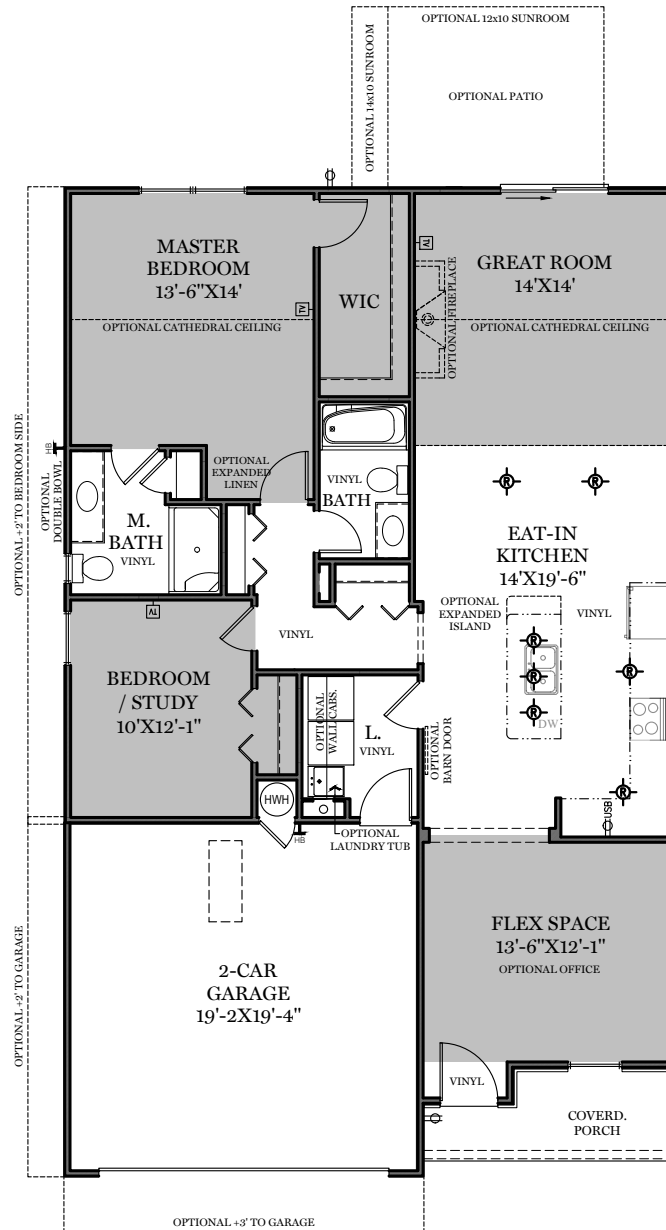 OPTIONAL 12x10 SUNROOM
OPTIONAL 14x10 SUNROOM
OPTIONAL PATIO
MASTER
BEDROOM
13'-6"X14'
TV
OPTIONAL CATHEDRAL CEILING
WIC
TV
GREAT ROOM
14'X14'
OPTIONAL FIREPLACE
OPTIONAL CATHEDRAL CEILING
OPTIONAL +2' TO BEDROOM SIDE
HB
OPTIONAL
DOUBLE BOWL
OPTIONAL
EXPANDED
LINEN
M.
BATH
VINYL
VINYL
BATH
R
R
EAT-IN
KITCHEN
14'X19'-6"
VINYL
OPTIONAL
EXPANDED
ISLAND
R
R
R
DW
R
R
USB
TV
VINYL
BEDROOM
/ STUDY
10'X12'-1"
OPTIONAL
WALL CABS.
L.
VINYL
OPTIONAL
BARN DOOR
HWH
HB
OPTIONAL
LAUNDRY TUB
OPTIONAL +2' TO GARAGE
2-CAR
GARAGE
19'-2X19'-4"
FLEX SPACE
13'-6"X12'-1"
OPTIONAL OFFICE
VINYL
COVERD.
PORCH
OPTIONAL +3' TO GARAGE